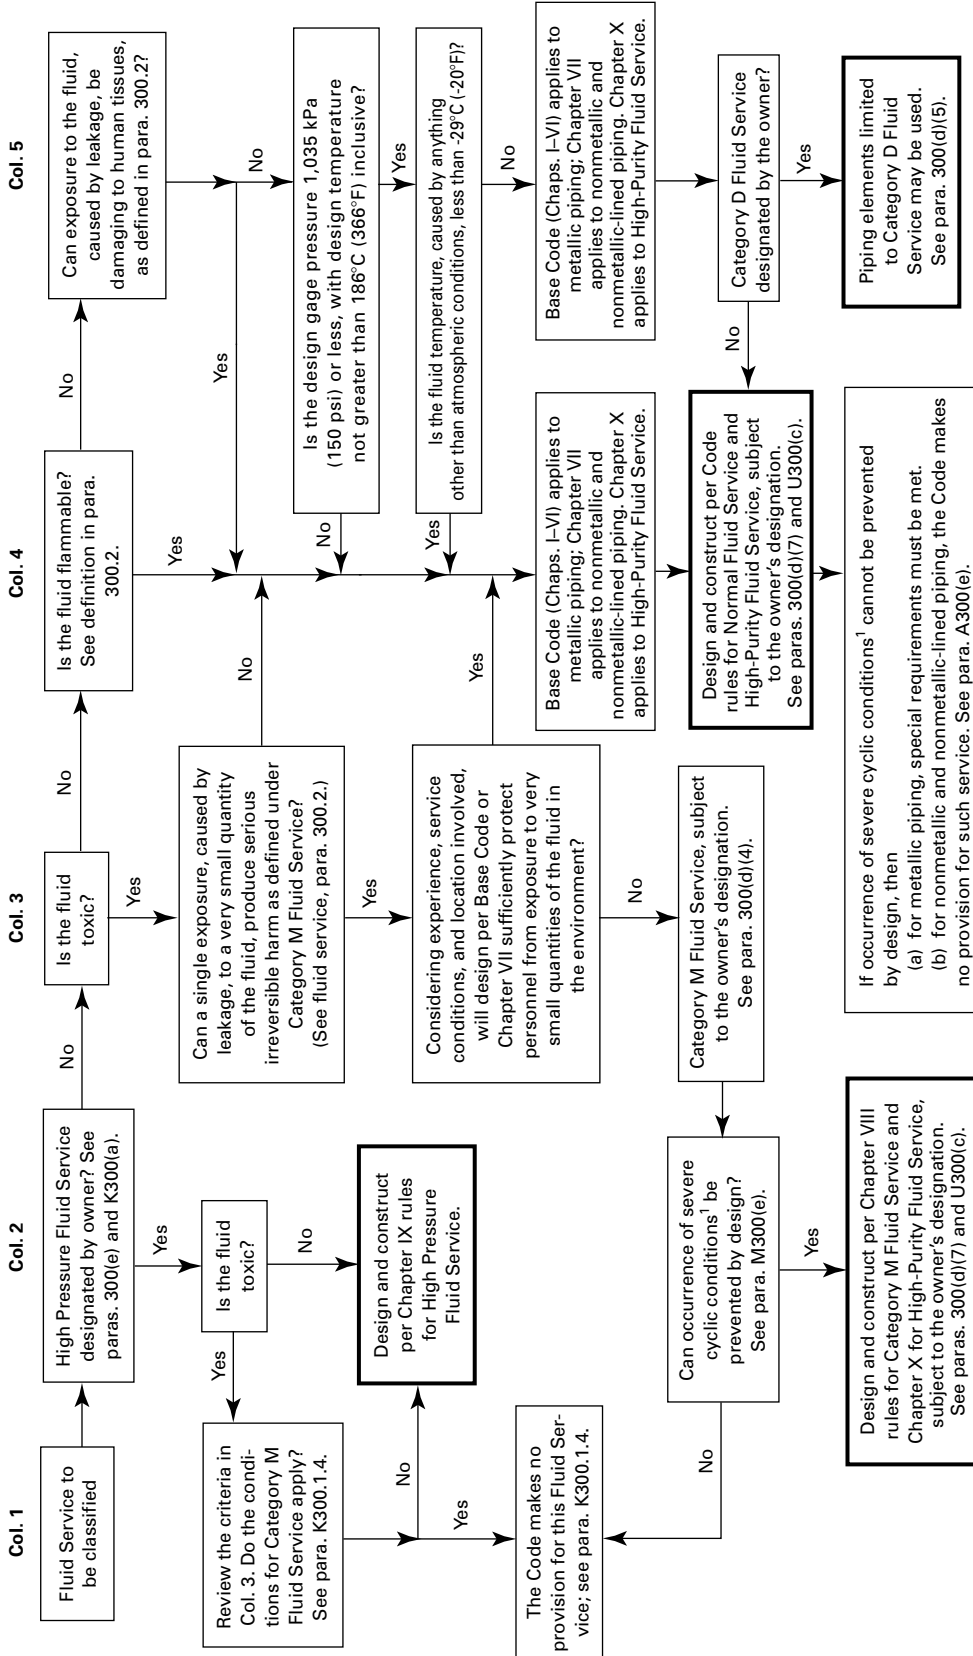 Col. 1
Fluid Service to
be classified
Review the criteria in
Col. 3. Do the condi-
tions for Category M
Fluid Service apply?
See para. K300.1.4.
No
Yes
The Code makes no
provision for this Fluid Ser-
vice; see para. K300.1.4.
Col. 2
High Pressure Fluid Service
designated by owner? See
paras. 300(e) and K300(a).
No
Yes
Is the fluid
toxic?
Yes
No
Design and construct
per Chapter IX rules
for High Pressure
Fluid Service.
Can occurrence of severe
cyclic conditions1 be
prevented by design?
See para. M300(e).
No
Yes
Design and construct per Chapter VIII
rules for Category M Fluid Service and
Chapter X for High-Purity Fluid Service,
subject to the owner's designation.
See paras. 300(d)(7) and U300(c).
Col. 3
Is the fluid
toxic?
No
Yes
Can a single exposure, caused by
leakage, to a very small quantity
of the fluid, produce serious
irreversible harm as defined under
Category M Fluid Service?
(See fluid service, para. 300.2.)
No
Yes
Considering experience, service
conditions, and location involved,
will design per Base Code or
Chapter VII sufficiently protect
personnel from exposure to very
small quantities of the fluid in
the environment?
Yes
No
Category M Fluid Service, subject
to the owner's designation.
See para. 300(d)(4).
Col. 4
Is the fluid flammable?
See definition in para.
300.2.
No
Yes
Base Code (Chaps. I–VI) applies to
metallic piping; Chapter VII
applies to nonmetallic and
nonmetallic-lined piping. Chapter X
applies to High-Purity Fluid Service.
Design and construct per Code
rules for Normal Fluid Service and
High-Purity Fluid Service, subject
to the owner's designation.
See paras. 300(d)(7) and U300(c).
If occurrence of severe cyclic conditions1 cannot be prevented
by design, then
(a) for metallic piping, special requirements must be met.
(b) for nonmetallic and nonmetallic-lined piping, the Code makes
no provision for such service. See para. A300(e).
Col. 5
Can exposure to the fluid,
caused by leakage, be
damaging to human tissues,
as defined in para. 300.2?
Yes
No
Is the design gage pressure 1,035 kPa
(150 psi) or less, with design temperature
not greater than 186°C (366°F) inclusive?
No
Yes
Is the fluid temperature, caused by anything
other than atmospheric conditions, less than -29°C (-20°F)?
Yes
No
Base Code (Chaps. I–VI) applies to
metallic piping; Chapter VII
applies to nonmetallic and
nonmetallic-lined piping. Chapter X
applies to High-Purity Fluid Service.
Category D Fluid Service
designated by the owner?
No
Yes
Piping elements limited
to Category D Fluid
Service may be used.
See para. 300(d)(5).